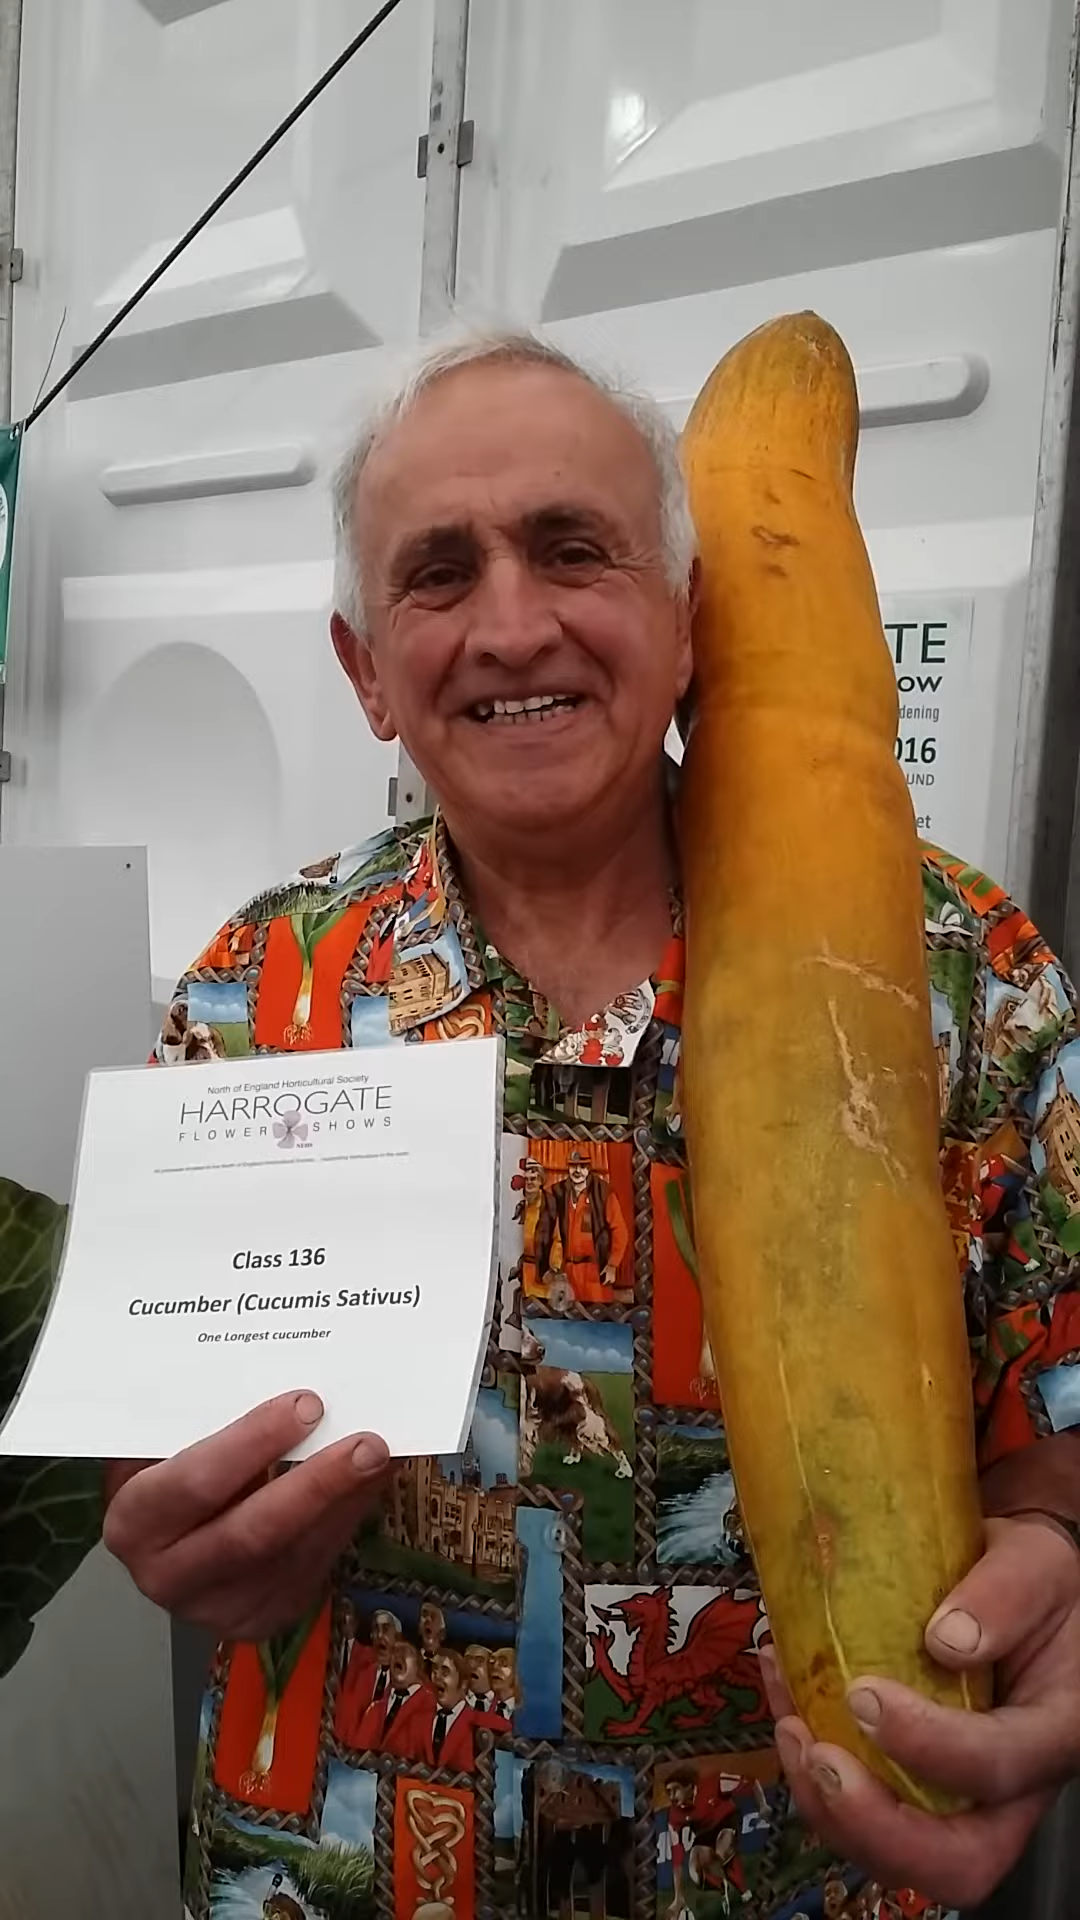 North of England Horticultural Society
HARROGATE
FLOWER SHOWS
NEHS
Class 136
Cucumber (Cucumis Sativus)
One Longest cucumber
TE
OW
dening
016
UND
et